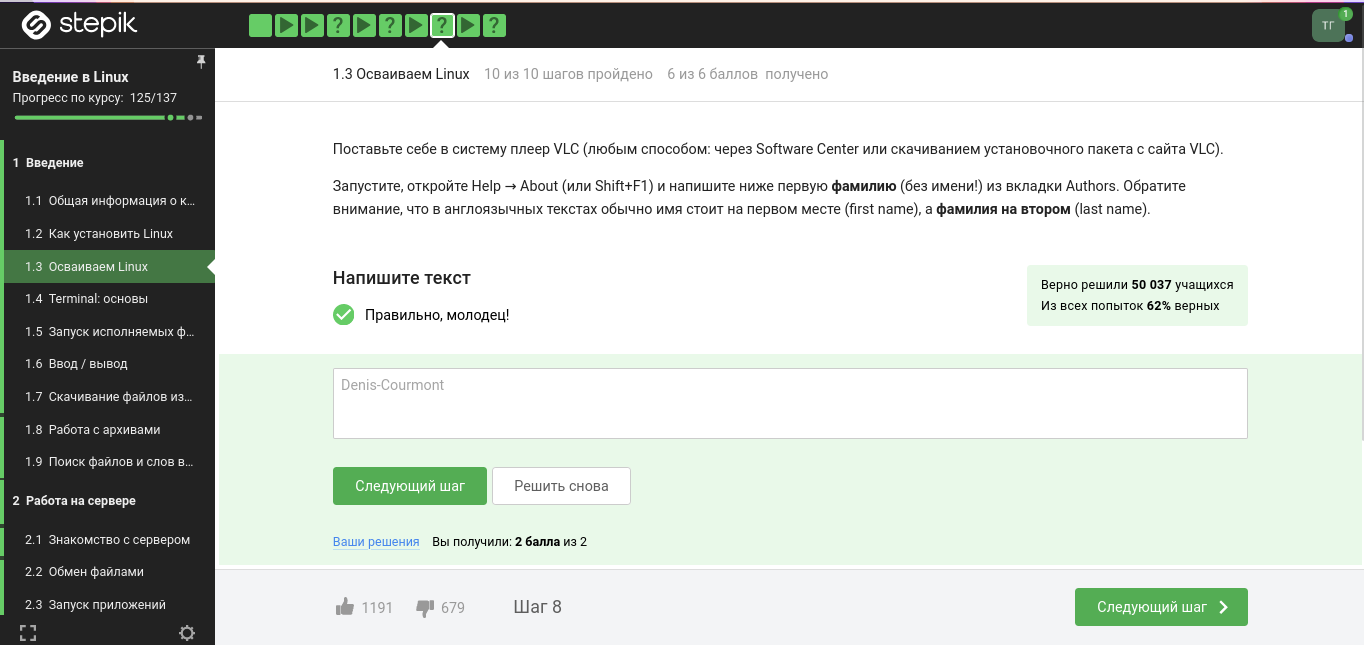 stepik
? ? ? ?
ТГ
1
Введение в Linux
Прогресс по курсу: 125/137
1 Введение
1.1 Общая информация о к...
1.2 Как установить Linux
1.3 Осваиваем Linux
1.4 Terminal: основы
1.5 Запуск исполняемых ф...
1.6 Ввод / вывод
1.7 Скачивание файлов из...
1.8 Работа с архивами
1.9 Поиск файлов и слов в...
2 Работа на сервере
2.1 Знакомство с сервером
2.2 Обмен файлами
2.3 Запуск приложений
1.3 Осваиваем Linux 10 из 10 шагов пройдено 6 из 6 баллов получено
Поставьте себе в систему плеер VLC (любым способом: через Software Center или скачиванием установочного пакета с сайта VLC).
Запустите, откройте Help → About (или Shift+F1) и напишите ниже первую фамилию (без имени!) из вкладки Authors. Обратите
внимание, что в англоязычных текстах обычно имя стоит на первом месте (first name), а фамилия на втором (last name).
Напишите текст
Правильно, молодец!
Верно решили 50 037 учащихся
Из всех попыток 62% верных
Denis-Courmont
Следующий шаг
Решить снова
Ваши решения Вы получили: 2 балла из 2
1191
679
Шаг 8
Следующий шаг